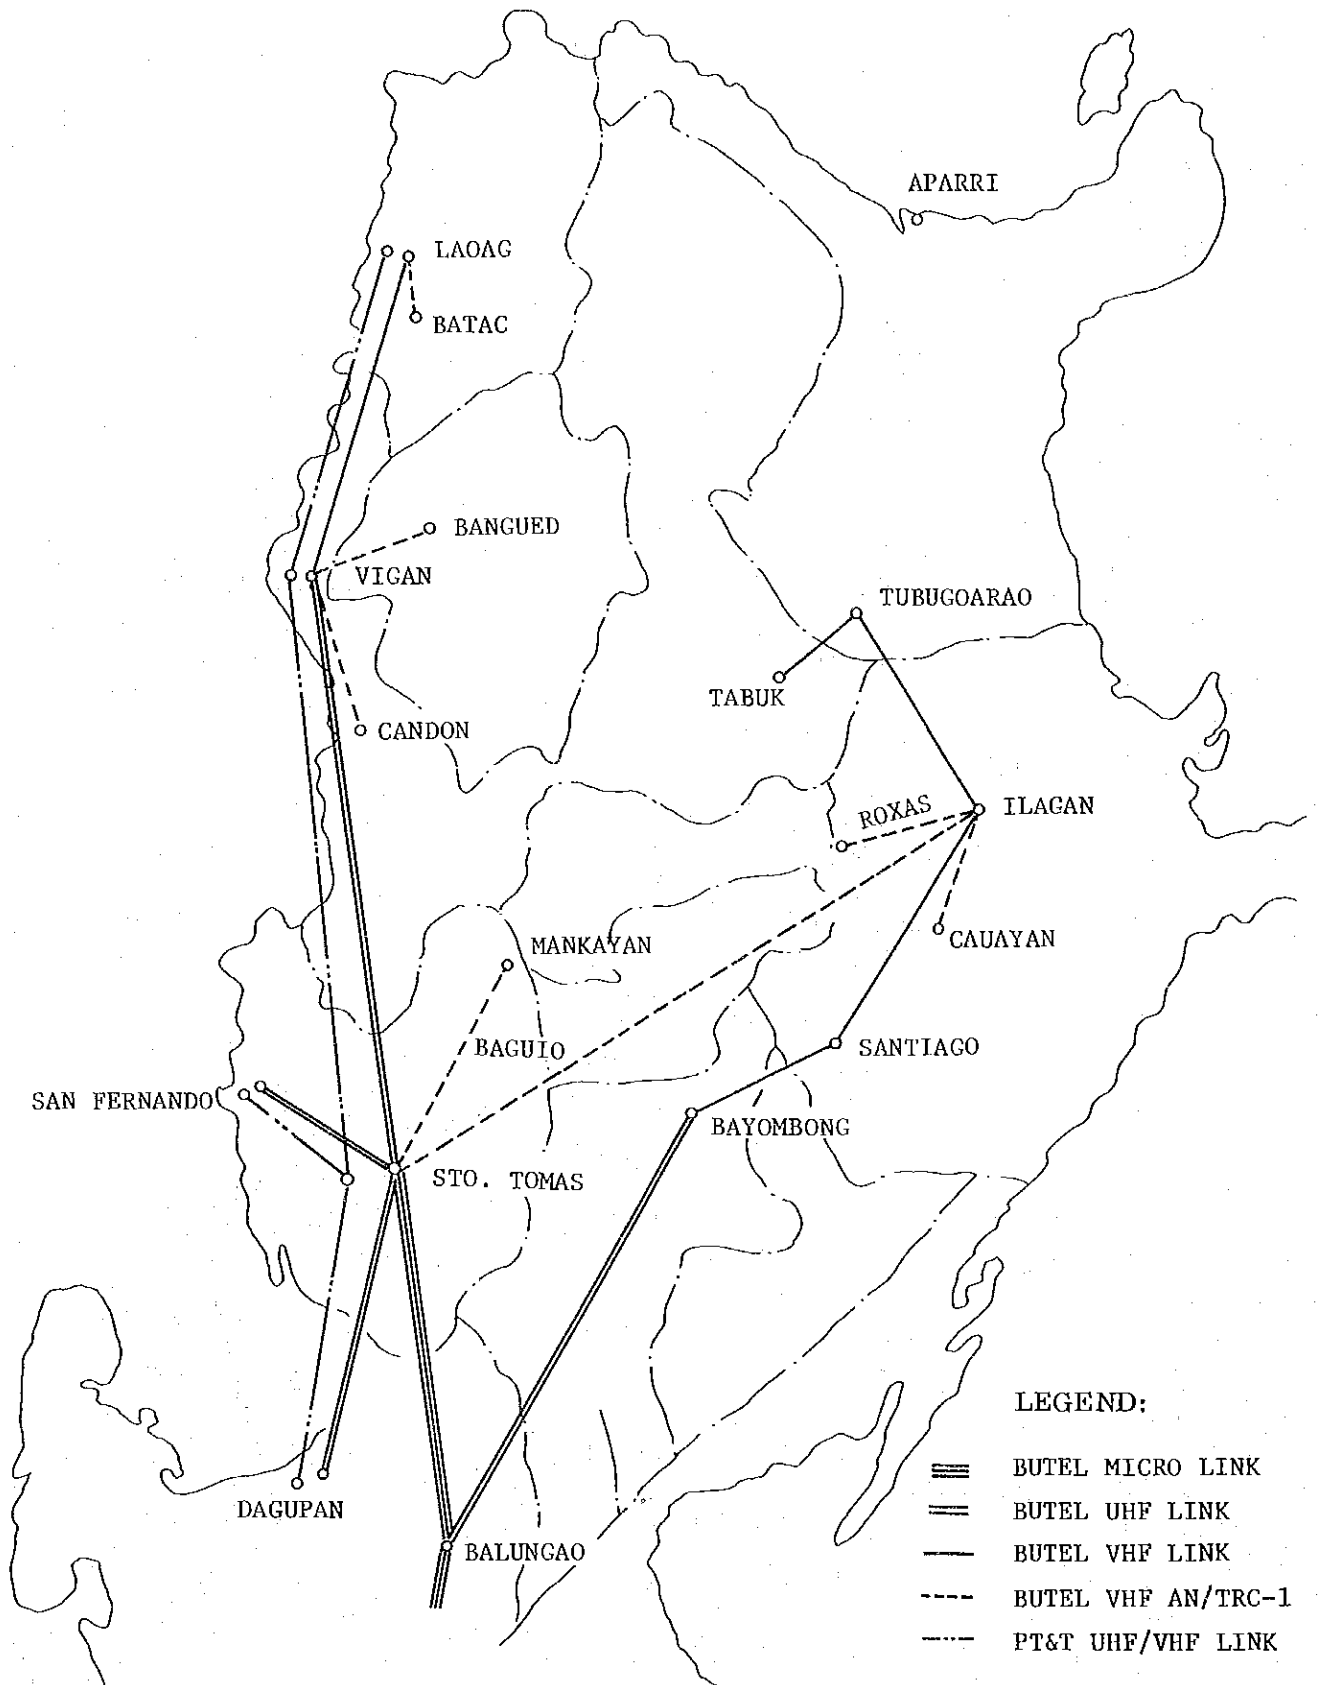 APARRI
LAOAG
BATAC
BANGUED
VIGAN
TUBUGOARAO
TABUK
CANDON
ROXAS
ILAGAN
CAUAYAN
MANKAYAN
BAGUIO
SANTIAGO
SAN FERNANDO
BAYOMBONG
STO. TOMAS
DAGUPAN
BALUNGAO
LEGEND:
BUTEL MICRO LINK
BUTEL UHF LINK
BUTEL VHF LINK
BUTEL VHF AN/TRC-1
PT&T UHF/VHF LINK